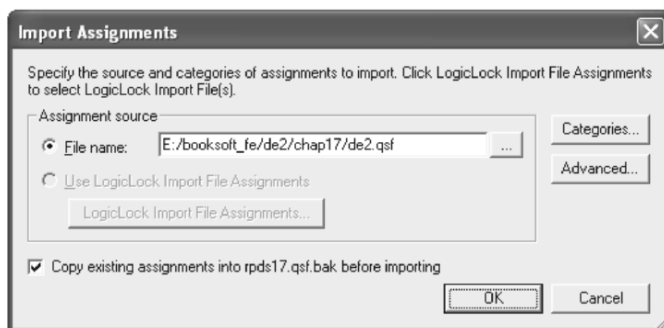 Import Assignments
Specify the source and categories of assignments to import. Click LogicLock Import File Assignments
to select LogicLock Import File(s).
Assignment source
File name: E:/booksoft_fe/de2/chap17/de2.qsf ...
Categories...
Use LogicLock Import File Assignments
Advanced...
LogicLock Import File Assignments...
Copy existing assignments into rpds17.qsf.bak before importing
OK Cancel